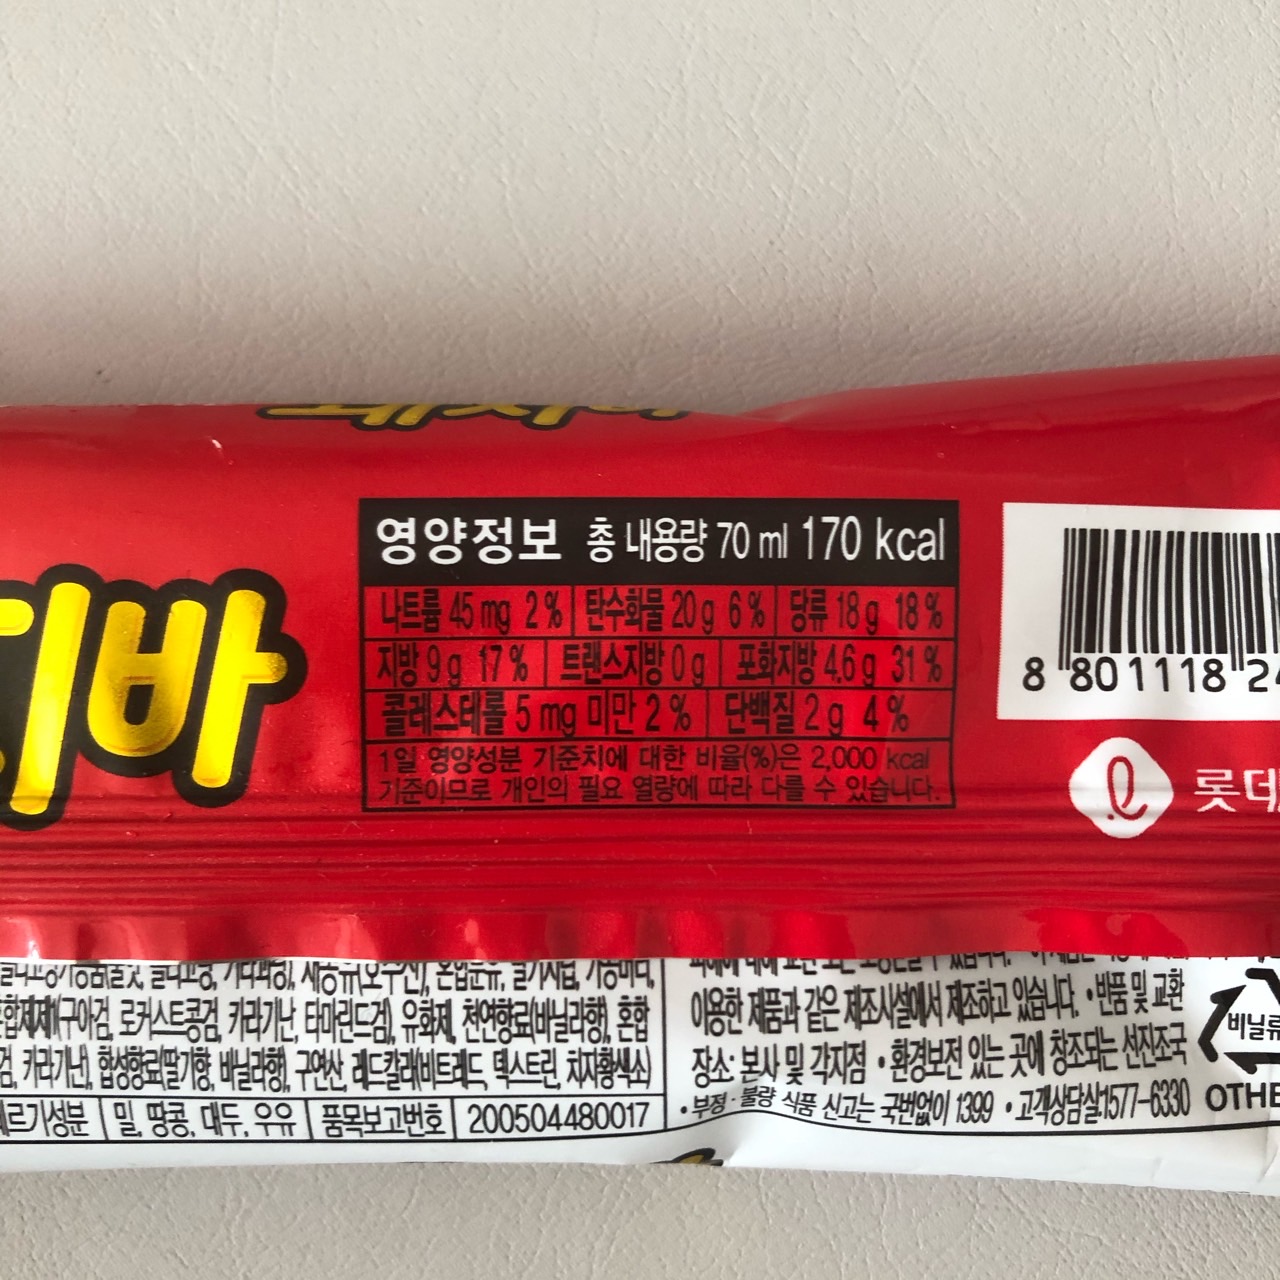 돼지바
지바
영양정보 총 내용량 70 ml 170 kcal
나트륨 45 mg 2 % 탄수화물 20 g 6 % 당류 18 g 18 %
지방 9 g 17 % 트랜스지방 0 g 포화지방 4.6 g 31 %
콜레스테롤 5 mg 미만 2 % 단백질 2 g 4 %
1일 영양성분 기준치에 대한 비율(%)은 2,000 kcal
기준이므로 개인의 필요 열량에 따라 다를 수 있습니다.
8 801118 2
롯데
구아검, 로커스트콩검, 카라기난, 타마린드검), 유화제, 천연향료(바닐라향), 혼합
검, 카라기난), 합성향료(딸기향, 바닐라향), 구연산, 레드칼라(비트레드, 덱스트린, 치자황색소)
르기성분 밀, 땅콩, 대두, 우유 품목보고번호 200504480017
이용한 제품과 같은 제조시설에서 제조하고 있습니다. •반품 및 교환
장소: 본사 및 각지점 •환경보전 있는 곳에 창조되는 선진조국
•부정·불량 식품 신고는 국번없이 1399 •고객상담실:1577-6330
비닐류
OTHE